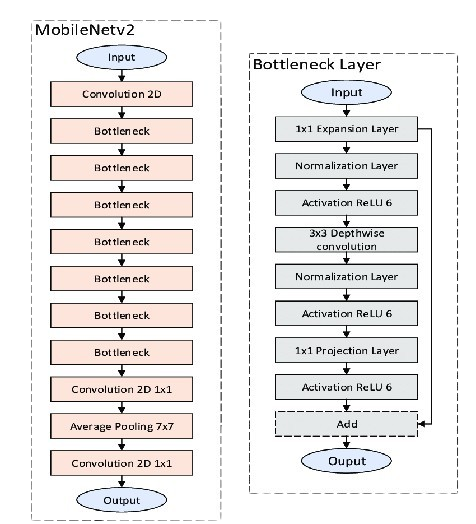 MobileNetv2
Input
Convolution 2D
Bottleneck
Bottleneck
Bottleneck
Bottleneck
Bottleneck
Bottleneck
Bottleneck
Convolution 2D 1x1
Average Pooling 7x7
Convolution 2D 1x1
Output
Bottleneck Layer
Input
1x1 Expansion Layer
Normalization Layer
Activation ReLU 6
3x3 Depthwise
convolution
Normalization Layer
Activation ReLU 6
1x1 Projection Layer
Activation ReLU 6
Add
Ouput